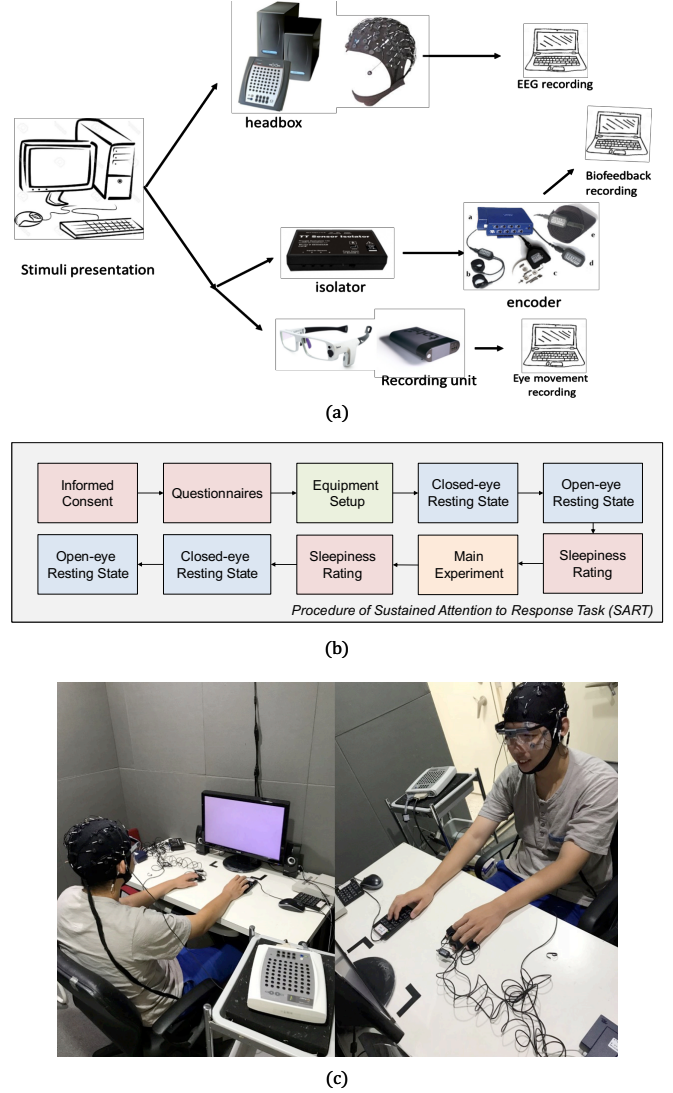 headbox
EEG recording
Biofeedback
recording
Stimuli presentation
TT Sensor Isolator
isolator
a
b
c
d
e
encoder
Recording unit
Eye movement
recording
(a)
Informed
Consent
Questionnaires
Equipment
Setup
Closed-eye
Resting State
Open-eye
Resting State
Open-eye
Resting State
Closed-eye
Resting State
Sleepiness
Rating
Main
Experiment
Sleepiness
Rating
Procedure of Sustained Attention to Response Task (SART)
(b)
(c)